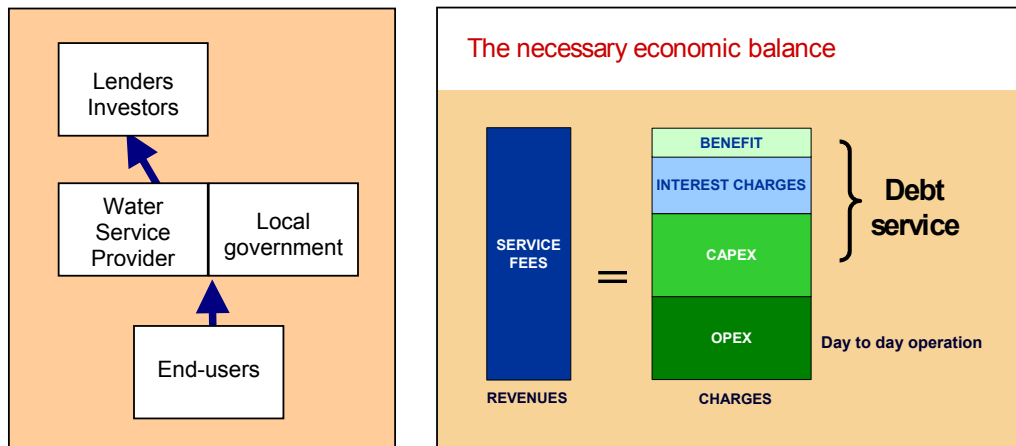 Lenders
Investors
Water
Service
Provider
Local
government
End-users
The necessary economic balance
SERVICE
FEES
=
BENEFIT
INTEREST CHARGES
CAPEX
OPEX
Debt
service
Day to day operation
REVENUES
CHARGES